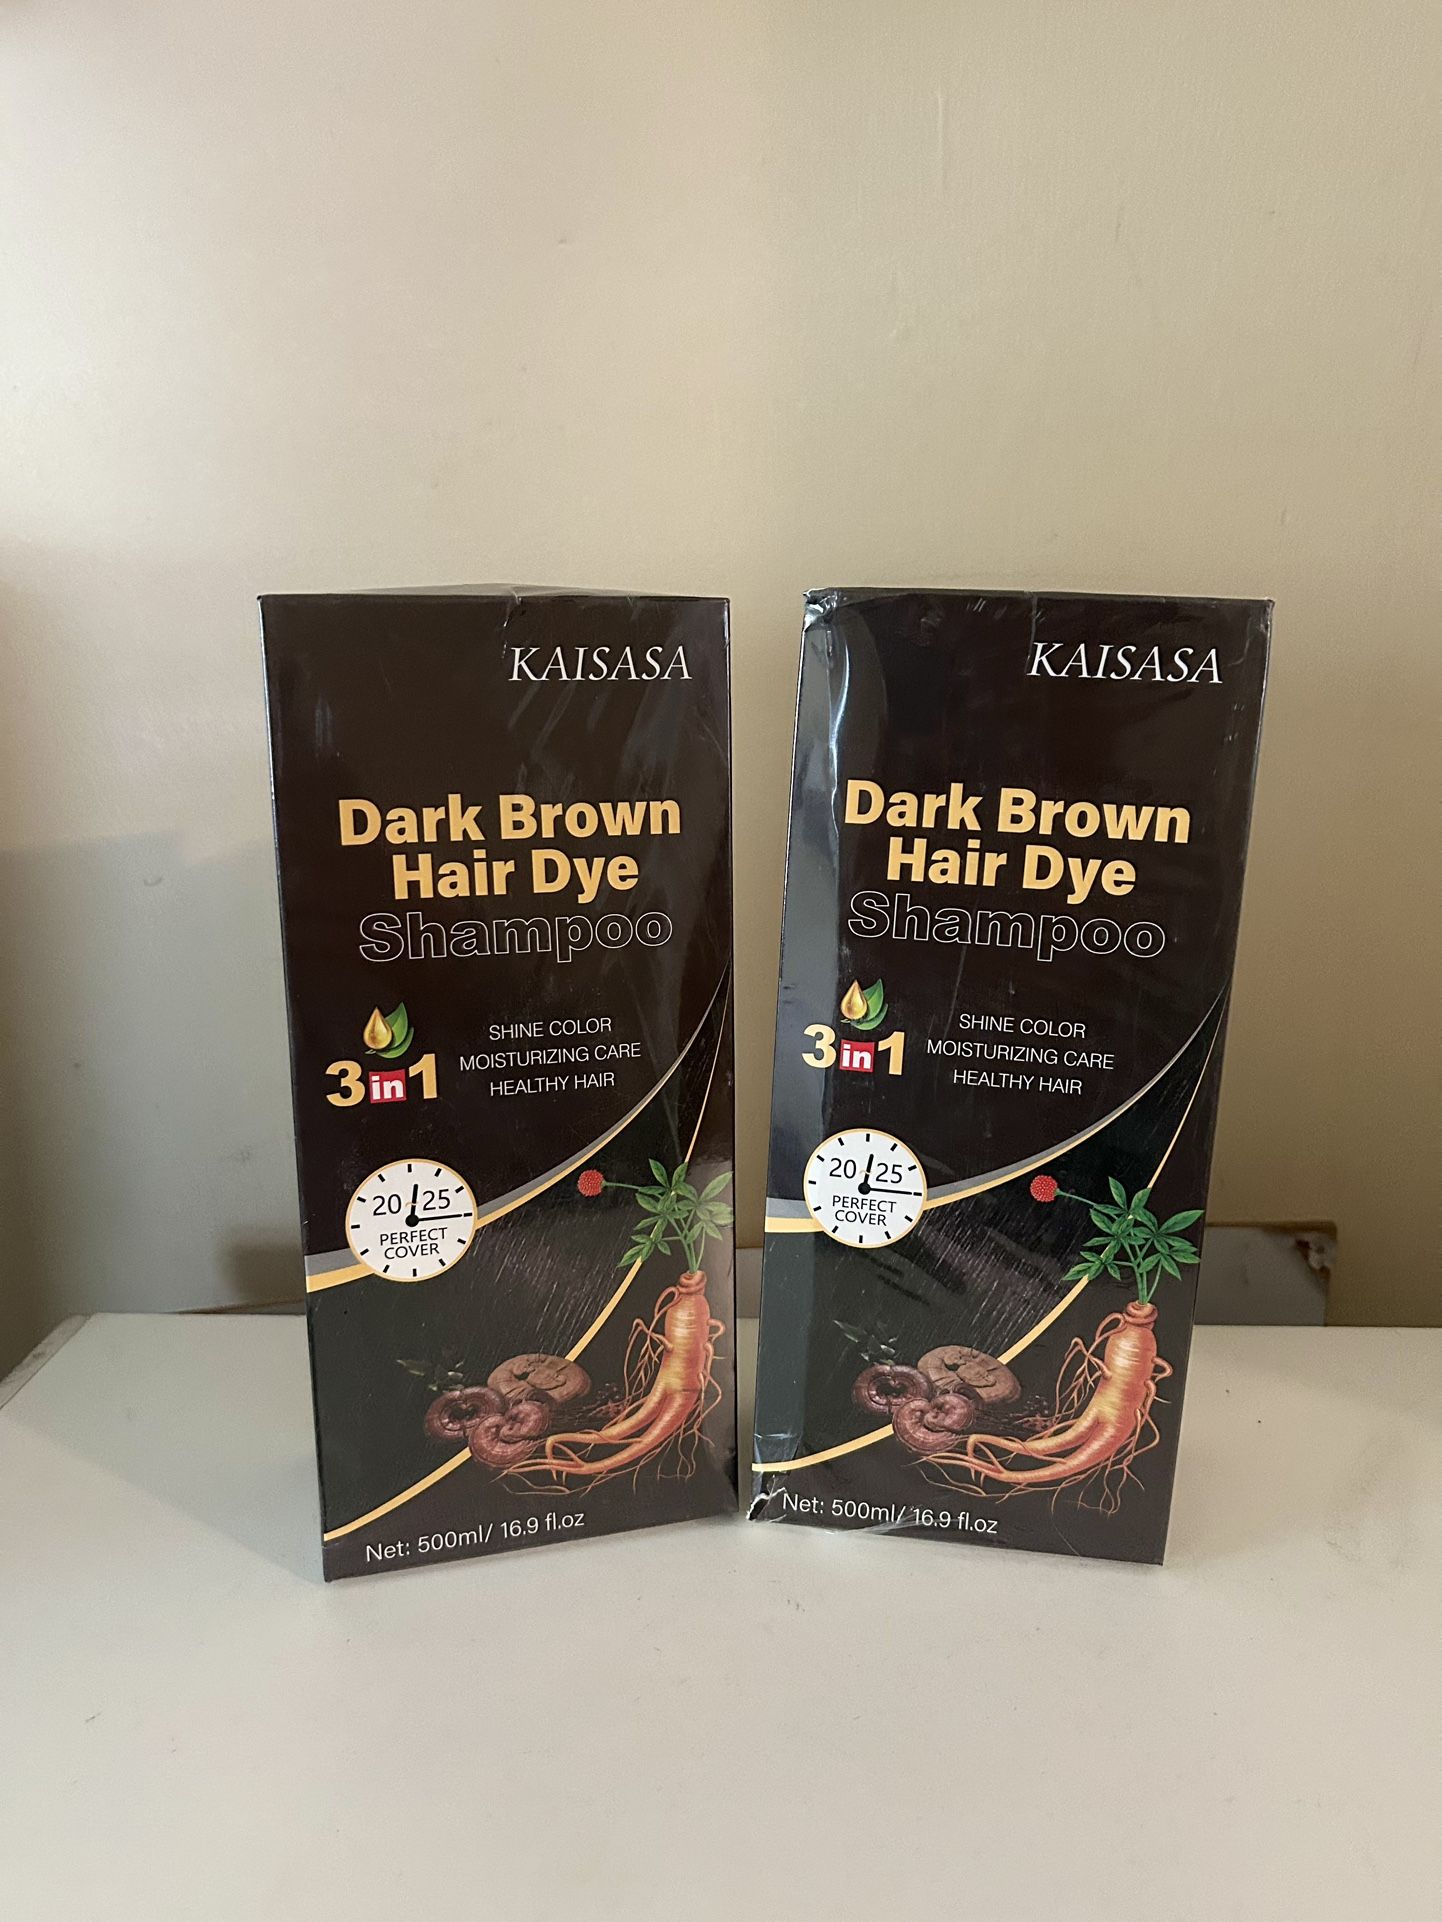 KAISASA
Dark Brown
Hair Dye
Shampoo
3in1
SHINE COLOR
MOISTURIZING CARE
HEALTHY HAIR
20 25
PERFECT
COVER
Net: 500ml/ 16.9 fl.oz
KAISASA
Dark Brown
Hair Dye
Shampoo
3in1
SHINE COLOR
MOISTURIZING CARE
HEALTHY HAIR
20 25
PERFECT
COVER
Net: 500ml/ 16.9 fl.oz